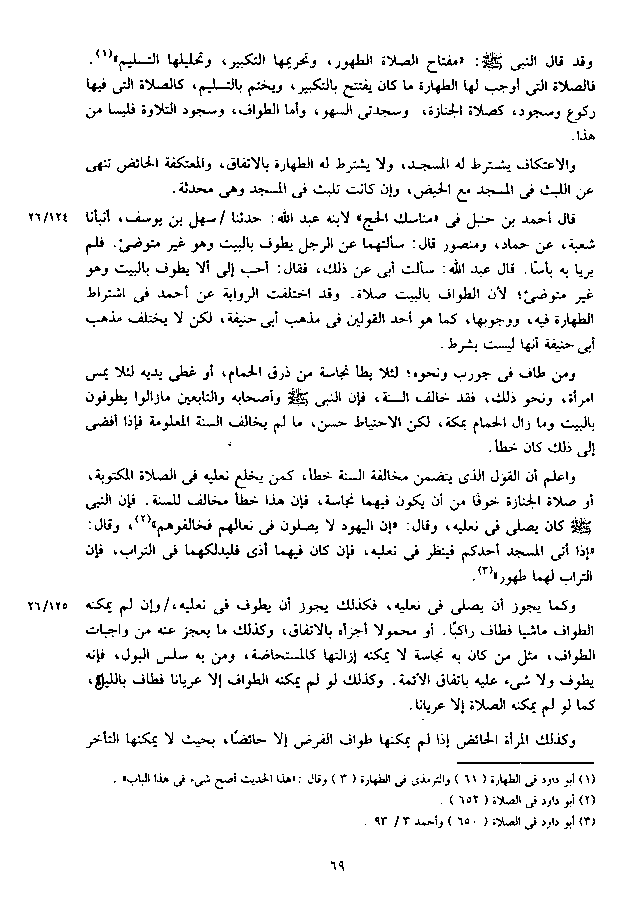 وقد قال النبى ﷺ : «مفتاح الصلاة الطهور، وتحريمها التكبير، وتحليلها التسليم»(١) .
فالصلاة التى أوجب لها الطهارة ما كان يفتتح بالتكبير، ويختم بالتسليم، كالصلاة التى فيها
ركوع وسجود، كصلاة الجنازة، وسجدتى السهو، وأما الطواف، وسجود التلاوة فليسا من
هذا.
والاعتكاف يشترط له المسجد، ولا يشترط له الطهارة بالاتفاق، والمعتكفة الحائض تنهى
عن اللبث فى المسجد مع الحيض، وإن كانت تلبث فى المسجد وهى محدثة.
قال أحمد بن حنبل فى «مناسك الحج» لابنه عبد الله: حدثنا / سهل بن يوسف، أنبأنا ٢٦/١٢٤
شعبة، عن حماد، ومنصور قال: سألتهما عن الرجل يطوف بالبيت وهو غير متوضئ. فلم
يريا به بأسًا. قال عبد الله: سألت أبى عن ذلك، فقال: أحب إلى ألا يطوف بالبيت وهو
غير متوضئ؛ لأن الطواف بالبيت صلاة. وقد اختلفت الرواية عن أحمد فى اشتراط
الطهارة فيه، ووجوبها، كما هو أحد القولين فى مذهب أبى حنيفة، لكن لا يختلف مذهب
أبى حنيفة أنها ليست بشرط.
ومن طاف فى جورب ونحوه؛ لئلا يطأ نجاسة من ذرق الحمام، أو غطى يديه لئلا يمس
امرأة، ونحو ذلك، فقد خالف السنة، فإن النبى ﷺ وأصحابه والتابعين مازالوا يطوفون
بالبيت وما زال الحمام بمكة، لكن الاحتياط حسن، ما لم يخالف السنة المعلومة فإذا أفضى
إلى ذلك كان خطأ.
واعلم أن القول الذى يتضمن مخالفة السنة خطأ، كمن يخلع نعليه فى الصلاة المكتوبة،
أو صلاة الجنازة خوفًا من أن يكون فيهما نجاسة، فإن هذا خطأ مخالف للسنة. فإن النبى
ﷺ كان يصلى فى نعليه، وقال: «إن اليهود لا يصلون فى نعالهم فخالفوهم»(٢)، وقال:
«إذا أتى المسجد أحدكم فينظر فى نعليه، فإن كان فيهما أذى فليدلكهما فى التراب، فإن
التراب لهما طهور»(٣).
وكما يجوز أن يصلى فى نعليه، فكذلك يجوز أن يطوف فى نعليه،/وإن لم يمكنه ٢٦/١٢٥
الطواف ماشيا فطاف راكبًا. أو محمولا أجزأه بالاتفاق، وكذلك ما يعجز عنه من واجبات
الطواف، مثل من كان به نجاسة لا يمكنه إزالتها كالمستحاضة، ومن به سلس البول، فإنه
يطوف ولا شىء عليه باتفاق الأئمة. وكذلك لو لم يمكنه الطواف إلا عريانا فطاف بالليل،
كما لو لم يمكنه الصلاة إلا عريانًا.
وكذلك المرأة الحائض إذا لم يمكنها طواف الفرض إلا حائضًا، بحيث لا يمكنها التأخر
(١) أبو داود فى الطهارة ( ٦١ ) والترمذى فى الطهارة ( ٣ ) وقال : «هذا الحديث أصح شىء فى هذا الباب» .
(٢) أبو داود فى الصلاة ( ٦٥٢ ) .
(٣) أبو داود فى الصلاة ( ٦٥٠ ) وأحمد ٣ / ٩٣ .
٦٩